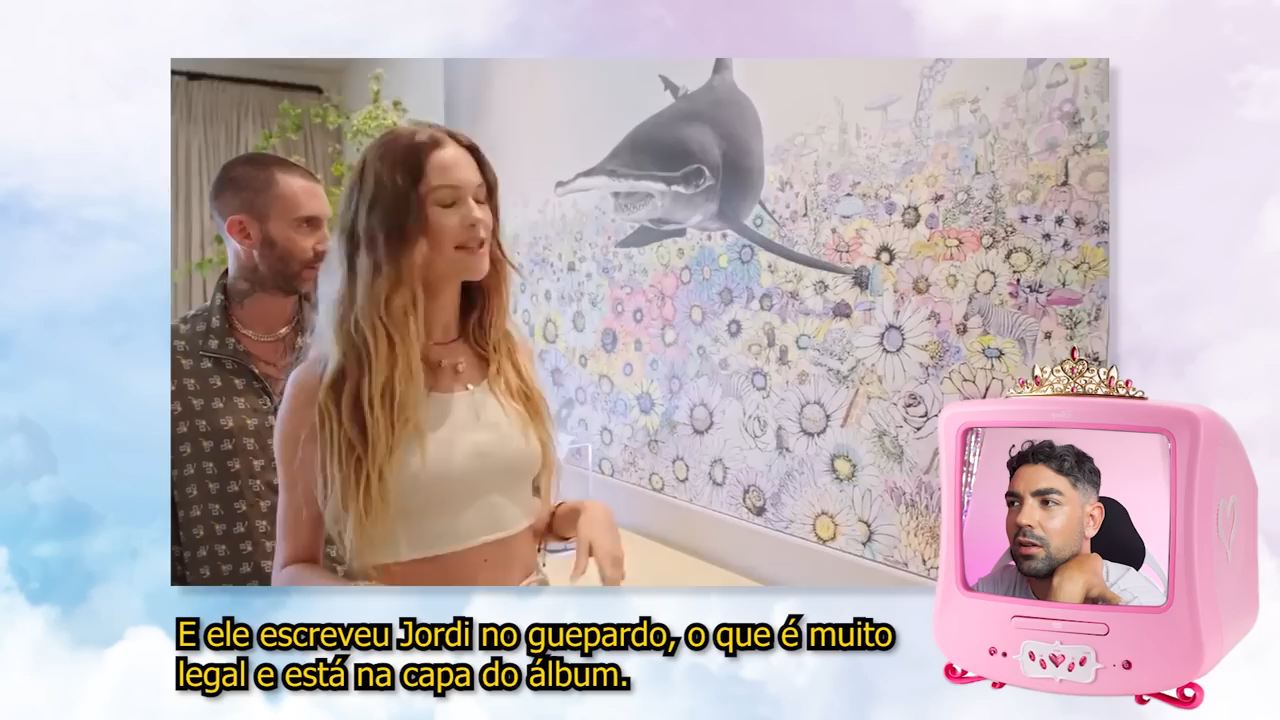 E ele escreveu Jordi no guepardo, o que é muito
legal e está na capa do álbum.